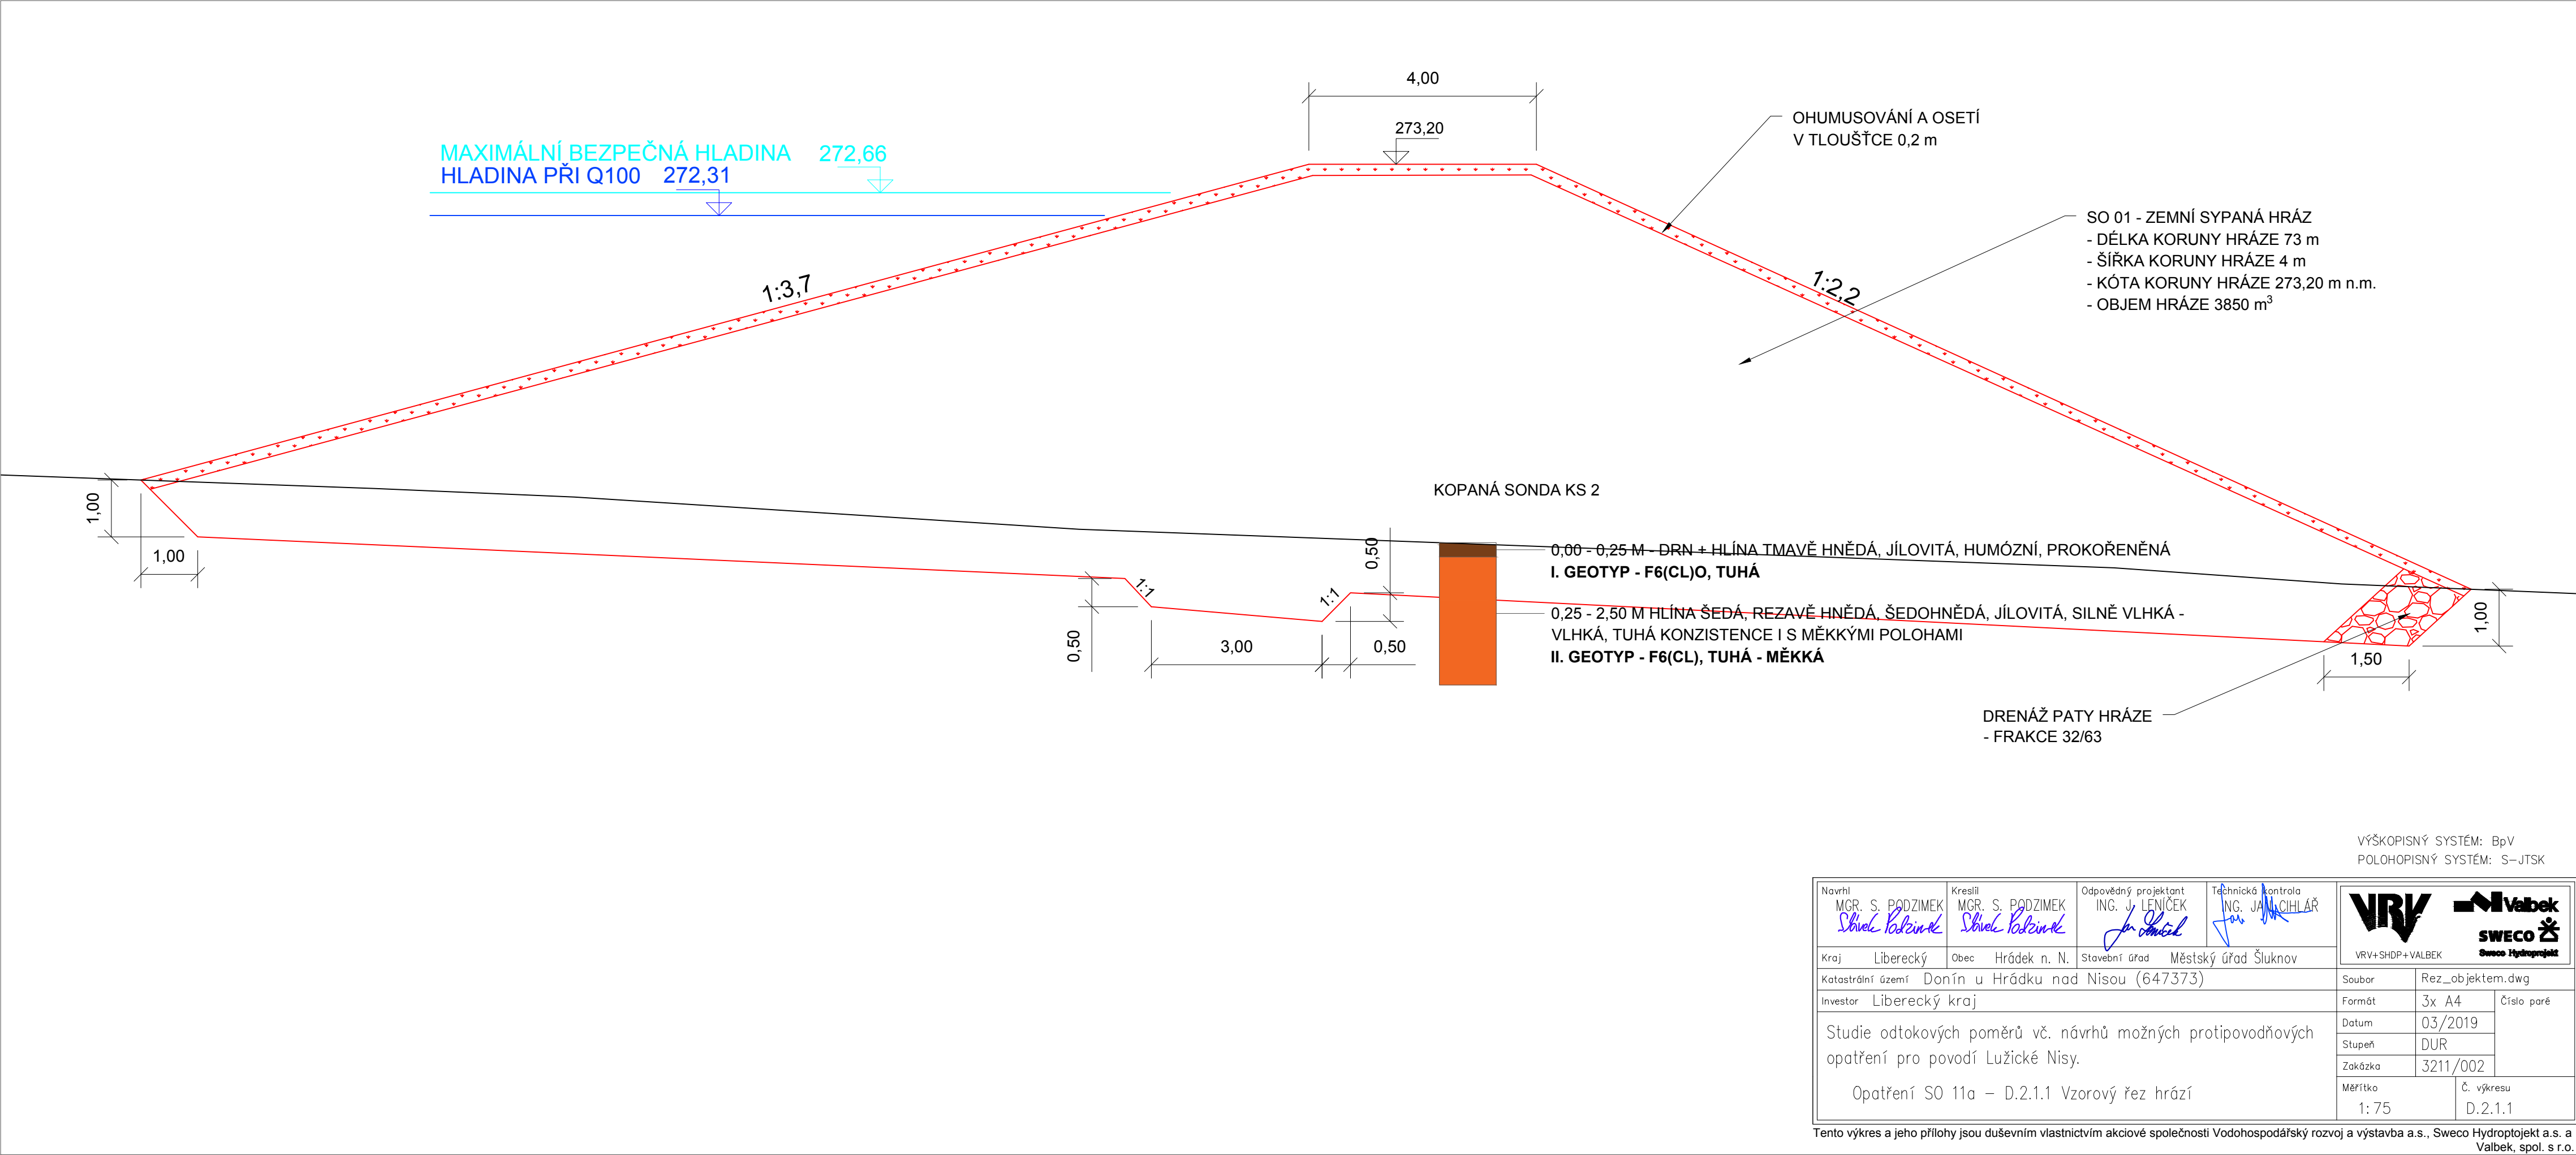 4,00
273,20
MAXIMÁLNÍ BEZPEČNÁ HLADINA 272,66
HLADINA PŘI Q100 272,31
OHUMUSOVÁNÍ A OSETÍ
V TLOUŠŤCE 0,2 m
SO 01 - ZEMNÍ SYPANÁ HRÁZ
- DÉLKA KORUNY HRÁZE 73 m
- ŠÍŘKA KORUNY HRÁZE 4 m
- KÓTA KORUNY HRÁZE 273,20 m n.m.
- OBJEM HRÁZE 3850 m³
1:3,7
1:2,2
1,00
1,00
KOPANÁ SONDA KS 2
0,50
0,00 - 0,25 M - DRN + HLÍNA TMAVĚ HNĚDÁ, JÍLOVITÁ, HUMÓZNÍ, PROKOŘENĚNÁ
I. GEOTYP - F6(CL)O, TUHÁ
1:1
1:1
0,25 - 2,50 M HLÍNA ŠEDÁ, REZAVĚ HNĚDÁ, ŠEDOHNĚDÁ, JÍLOVITÁ, SILNĚ VLHKÁ -
VLHKÁ, TUHÁ KONZISTENCE I S MĚKKÝMI POLOHAMI
II. GEOTYP - F6(CL), TUHÁ - MĚKKÁ
0,50
3,00
0,50
1,00
1,50
DRENÁŽ PATY HRÁZE
- FRAKCE 32/63
VÝŠKOPISNÝ SYSTÉM: BpV
POLOHOPISNÝ SYSTÉM: S-JTSK
Navrhl
MGR. S. PODZIMEK
Kreslil
MGR. S. PODZIMEK
Odpovědný projektant
ING. J. LENÍČEK
Technická kontrola
ING. JAN CIHLÁŘ
VRV
Valbek
SWECO
VRV+SHDP+VALBEK
Sweco Hydroprojekt
Kraj Liberecký
Obec Hrádek n. N.
Stavební úřad Městský úřad Šluknov
Katastrální území Donín u Hrádku nad Nisou (647373)
Investor Liberecký kraj
Studie odtokových poměrů vč. návrhů možných protipovodňových
opatření pro povodí Lužické Nisy.
Opatření SO 11a - D.2.1.1 Vzorový řez hrází
Soubor Rez_objektem.dwg
Formát 3x A4
Číslo paré
Datum 03/2019
Stupeň DUR
Zakázka 3211/002
Měřítko
1:75
Č. výkresu
D.2.1.1
Tento výkres a jeho přílohy jsou duševním vlastnictvím akciové společnosti Vodohospodářský rozvoj a výstavba a.s., Sweco Hydroptojekt a.s. a
Valbek, spol. s r.o.